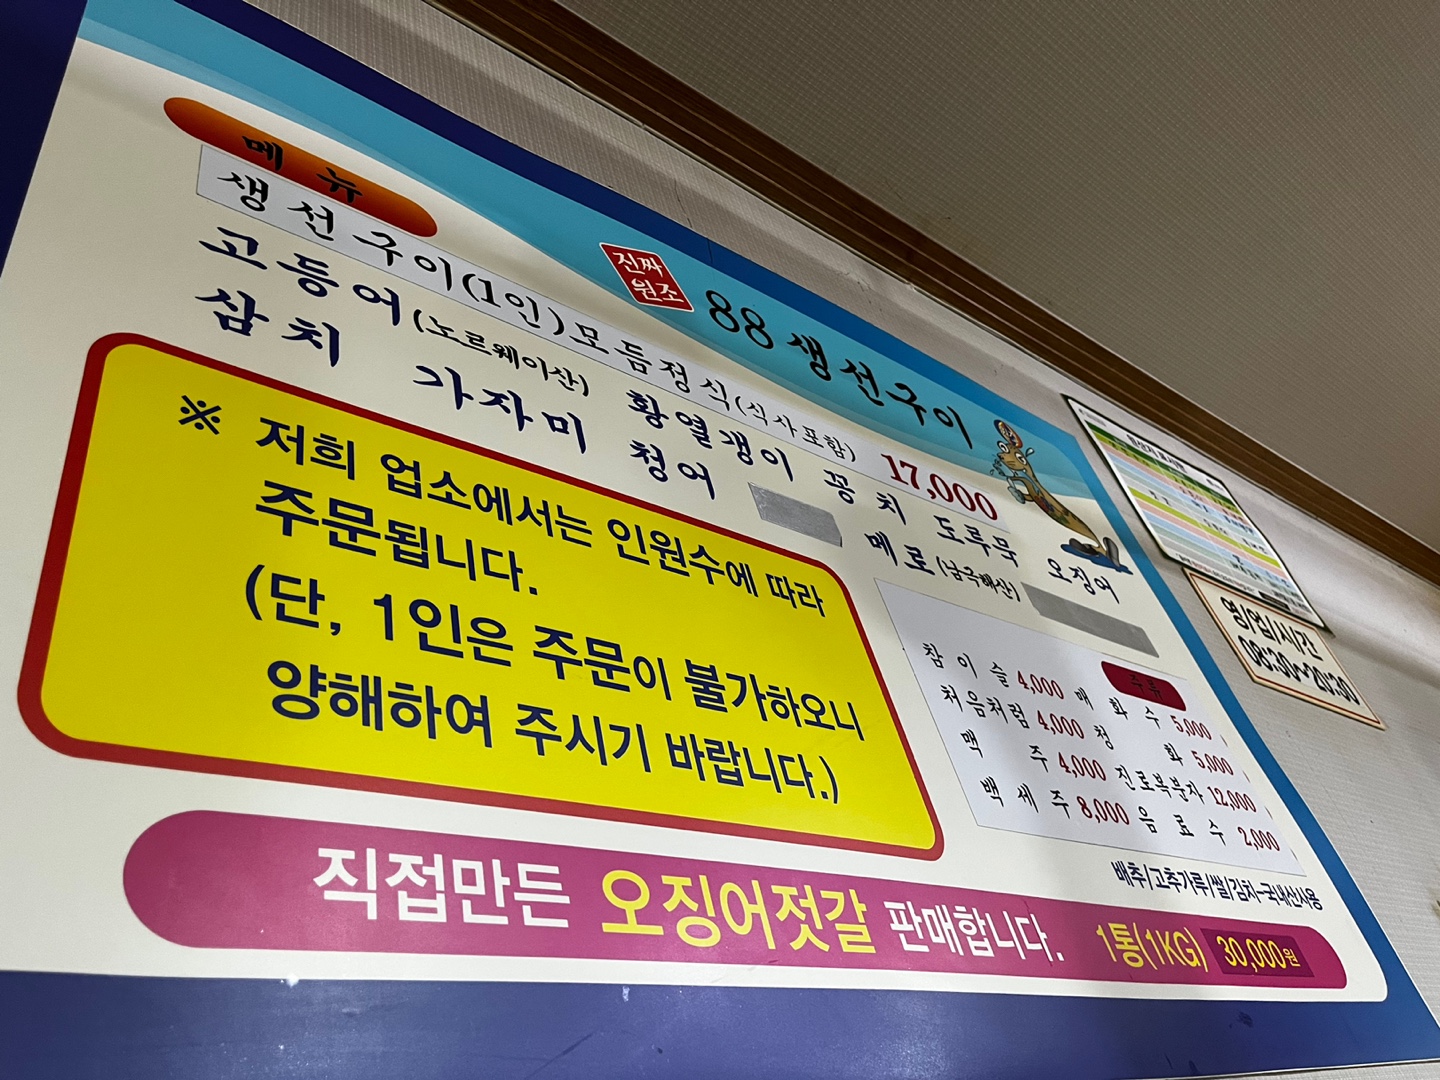 진짜
원조
88 생선구이
메뉴
생선구이(1인)모듬정식(식사포함) 17,000
고등어(노르웨이산) 황열갱이 꽁치 도루묵 오징어
삼치 가자미 청어 메로(남극해산)
※ 저희 업소에서는 인원수에 따라
주문됩니다.
(단, 1인은 주문이 불가하오니
양해하여 주시기 바랍니다.)
주류
참이슬 4,000 매화수 5,000
처음처럼 4,000 청하 5,000
맥주 4,000 진로복분자 12,000
백세주 8,000 음료수 2,000
배추/고추가루/쌀/김치-국내산사용
직접만든 오징어젓갈 판매합니다. 1통(1KG) 30,000원
영/업/시/간
08:30~20:30